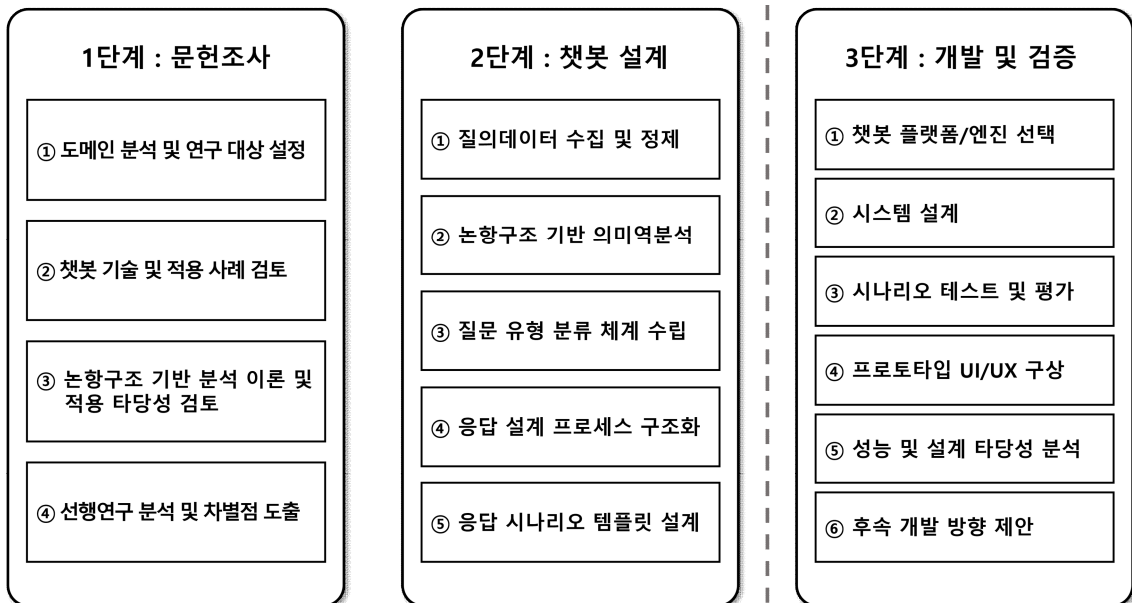 1단계 : 문헌조사
① 도메인 분석 및 연구 대상 설정
② 챗봇 기술 및 적용 사례 검토
③ 논항구조 기반 분석 이론 및
적용 타당성 검토
④ 선행연구 분석 및 차별점 도출
2단계 : 챗봇 설계
① 질의데이터 수집 및 정제
② 논항구조 기반 의미역분석
③ 질문 유형 분류 체계 수립
④ 응답 설계 프로세스 구조화
⑤ 응답 시나리오 템플릿 설계
3단계 : 개발 및 검증
① 챗봇 플랫폼/엔진 선택
② 시스템 설계
③ 시나리오 테스트 및 평가
④ 프로토타입 UI/UX 구상
⑤ 성능 및 설계 타당성 분석
⑥ 후속 개발 방향 제안